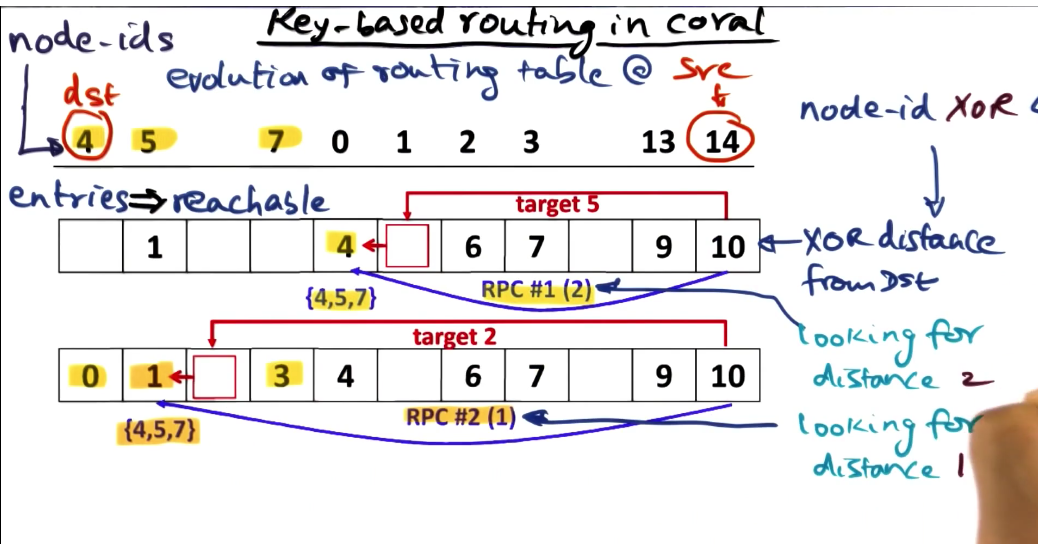 Key-based routing in coral
node-ids
evolution of routing table @ Src
dst
node-id XOR
4 5 7 0 1 2 3 13 14
entries ⇒ reachable
target 5
1 4 6 7 9 10
XOR distance
from Dst
{4,5,7}
RPC #1 (2)
target 2
looking for
distance 2
0 1 3 4 6 7 9 10
{4,5,7}
RPC #2 (1)
looking for
distance 1